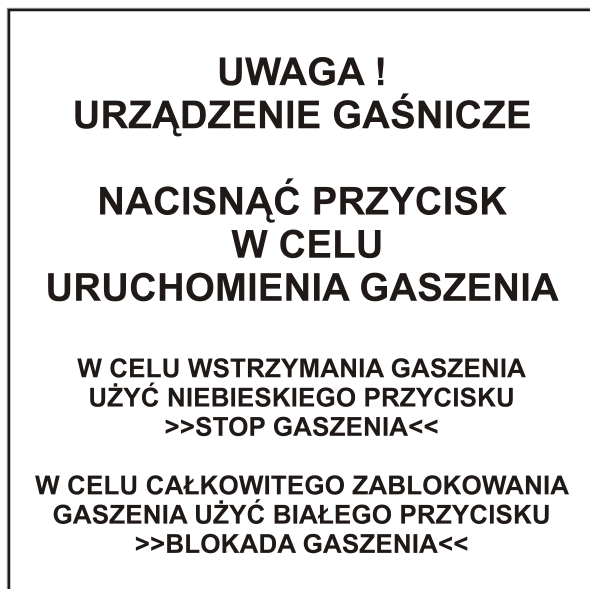 UWAGA !
URZĄDZENIE GAŚNICZE
NACISNĄĆ PRZYCISK
W CELU
URUCHOMIENIA GASZENIA
W CELU WSTRZYMANIA GASZENIA
UŻYĆ NIEBIESKIEGO PRZYCISKU
>>STOP GASZENIA<<
W CELU CAŁKOWITEGO ZABLOKOWANIA
GASZENIA UŻYĆ BIAŁEGO PRZYCISKU
>>BLOKADA GASZENIA<<